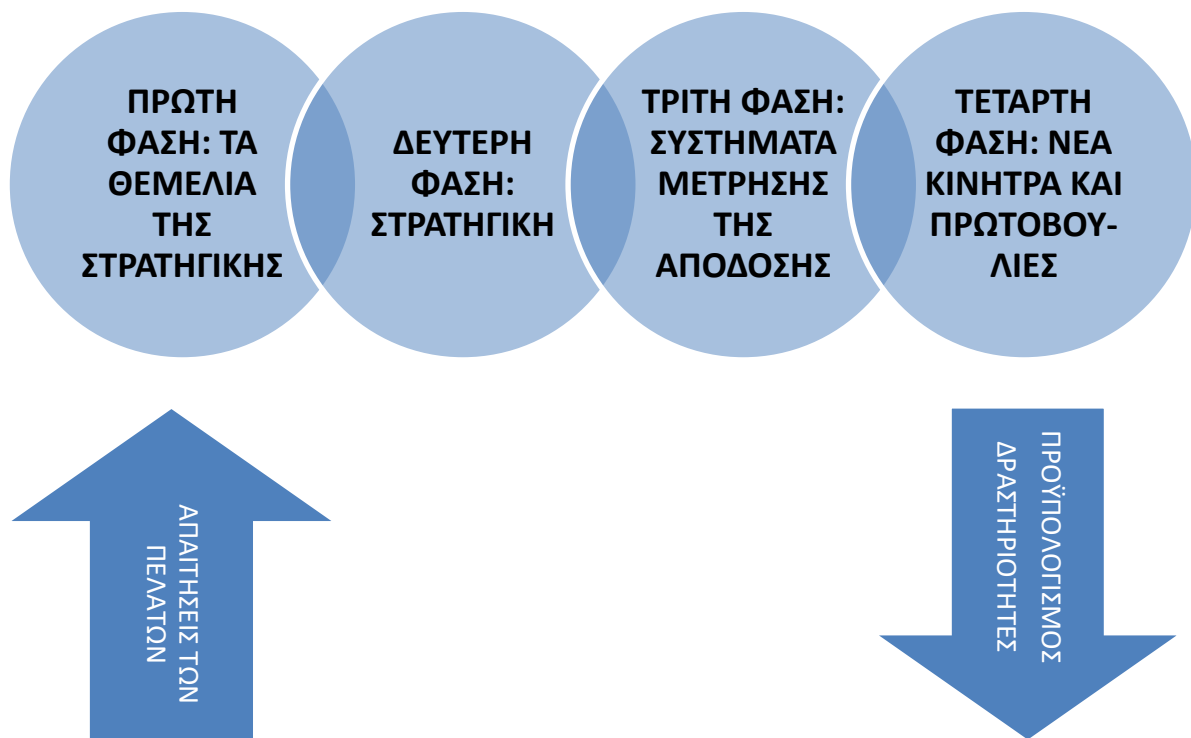 ΠΡΩΤΗ
ΦΑΣΗ: ΤΑ
ΘΕΜΕΛΙΑ
ΤΗΣ
ΣΤΡΑΤΗΓΙΚΗΣ
ΔΕΥΤΕΡΗ
ΦΑΣΗ:
ΣΤΡΑΤΗΓΙΚΗ
ΤΡΙΤΗ ΦΑΣΗ:
ΣΥΣΤΗΜΑΤΑ
ΜΕΤΡΗΣΗΣ
ΤΗΣ
ΑΠΟΔΟΣΗΣ
ΤΕΤΑΡΤΗ
ΦΑΣΗ: ΝΕΑ
ΚΙΝΗΤΡΑ ΚΑΙ
ΠΡΩΤΟΒΟΥ-
ΛΙΕΣ
ΑΠΑΙΤΗΣΕΙΣ ΤΩΝ
ΠΕΛΑΤΩΝ
ΠΡΟΫΠΟΛΟΓΙΣΜΟΣ
ΔΡΑΣΤΗΡΙΟΤΗΤΕΣ